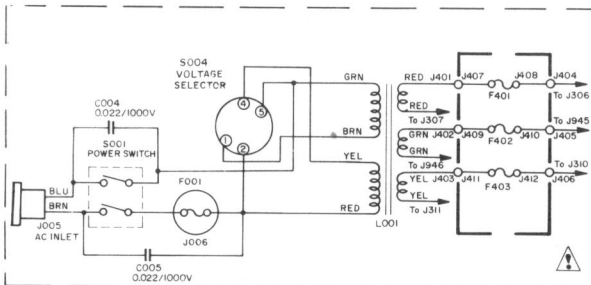 S004
VOLTAGE
SELECTOR
4
5
1
2
C004
0.022/1000V
S001
POWER SWITCH
BLU
BRN
J005
AC INLET
F001
J006
C005
0.022/1000V
GRN
BRN
YEL
RED
L001
RED J401 J407 J408 J404
F401
To J306
RED
To J307
GRN J402 J409 J410 J405
F402
To J945
GRN
To J946
YEL J403 J411 J412 J406
F403
To J310
YEL
To J311